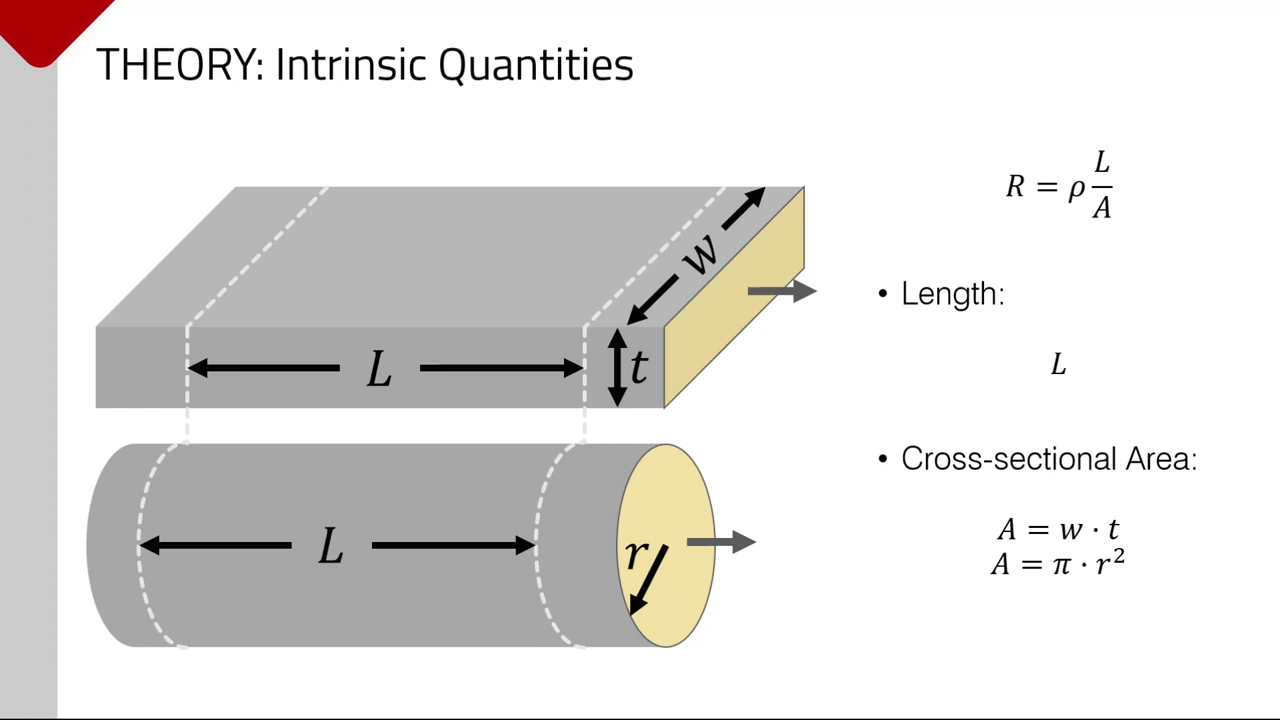 THEORY: Intrinsic Quantities
w
L
t
L
r
R = ρ L/A
• Length:
L
• Cross-sectional Area:
A = w · t
A = π · r²